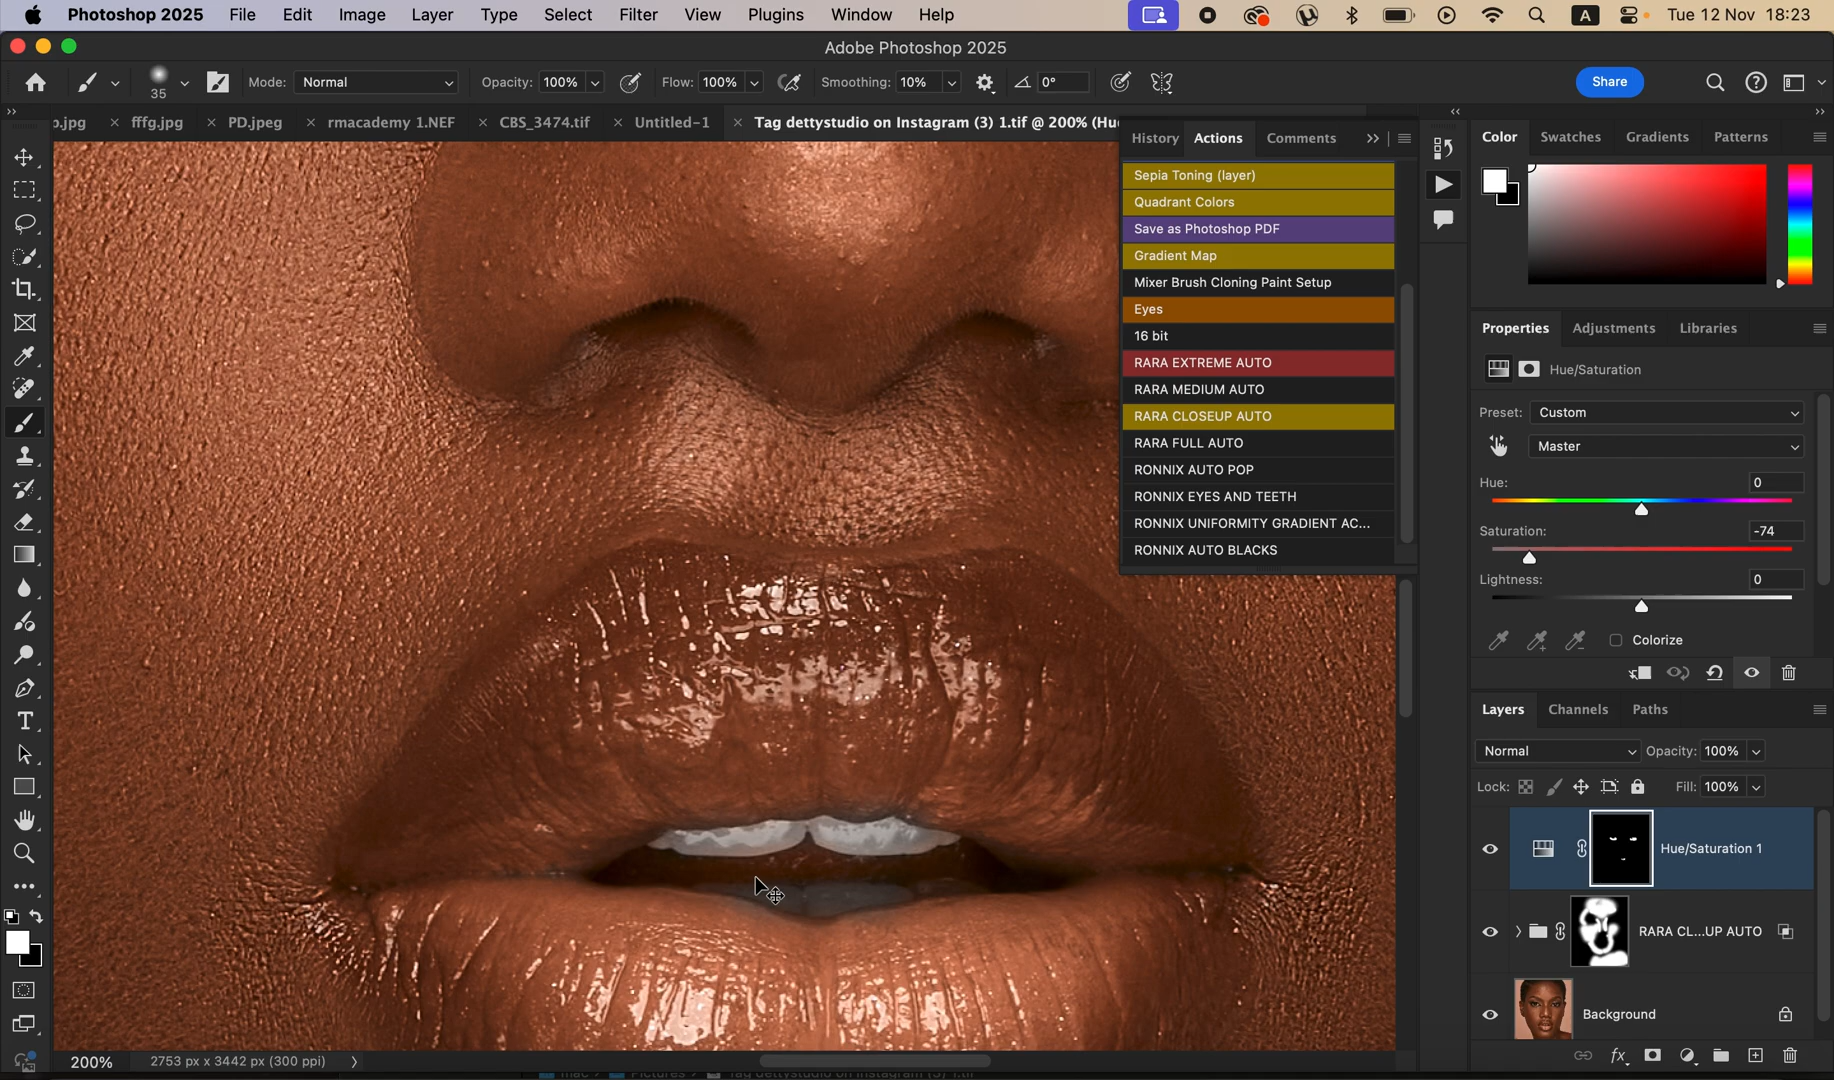 Photoshop 2025 File Edit Image Layer Type Select Filter View Plugins Window Help A Tue 12 Nov 18:23
Adobe Photoshop 2025
35 Mode: Normal Opacity: 100% Flow: 100% Smoothing: 10% 0° Share
fffg.jpg PD.jpeg rmacademy 1.NEF CBS_3474.tif Untitled-1 Tag dettystudio on Instagram (3) 1.tif @ 200% (Hu
History Actions Comments
Sepia Toning (layer)
Quadrant Colors
Save as Photoshop PDF
Gradient Map
Mixer Brush Cloning Paint Setup
Eyes
16 bit
RARA EXTREME AUTO
RARA MEDIUM AUTO
RARA CLOSEUP AUTO
RARA FULL AUTO
RONNIX AUTO POP
RONNIX EYES AND TEETH
RONNIX UNIFORMITY GRADIENT AC...
RONNIX AUTO BLACKS
Color Swatches Gradients Patterns
Properties Adjustments Libraries
Hue/Saturation
Preset: Custom
Master
Hue: 0
Saturation: -74
Lightness: 0
Colorize
Layers Channels Paths
Normal Opacity: 100%
Lock: Fill: 100%
Hue/Saturation 1
RARA CL...UP AUTO
Background
fx
200% 2753 px x 3442 px (300 ppi)